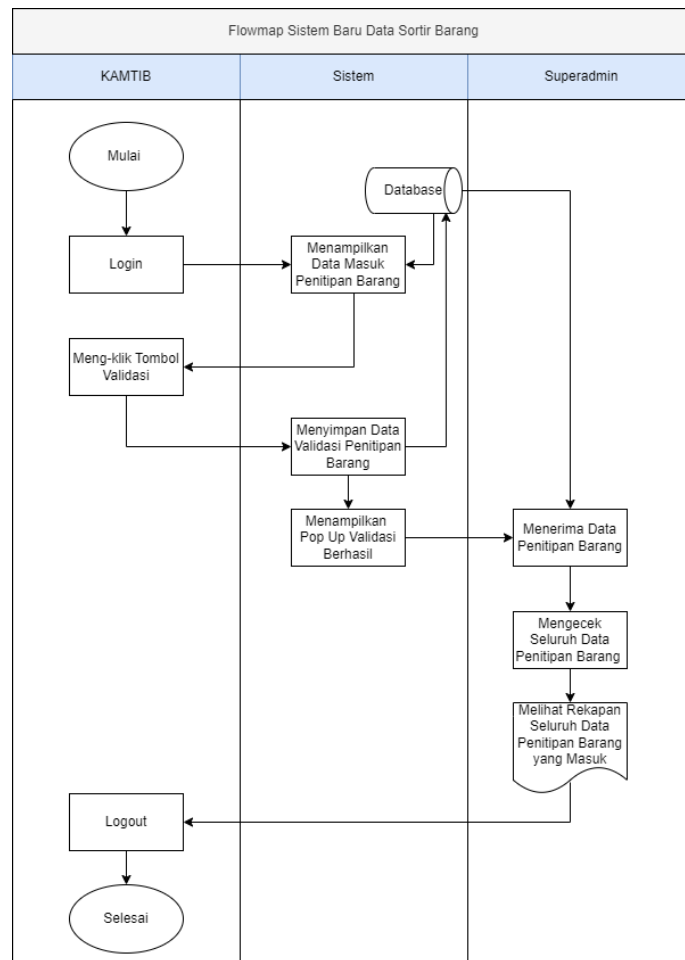 Flowmap Sistem Baru Data Sortir Barang
KAMTIB
Sistem
Superadmin
Mulai
Database
Login
Menampilkan
Data Masuk
Penitipan Barang
Meng-klik Tombol
Validasi
Menyimpan Data
Validasi Penitipan
Barang
Menampilkan
Pop Up Validasi
Berhasil
Menerima Data
Penitipan Barang
Mengecek
Seluruh Data
Penitipan Barang
Melihat Rekapan
Seluruh Data
Penitipan Barang
yang Masuk
Logout
Selesai